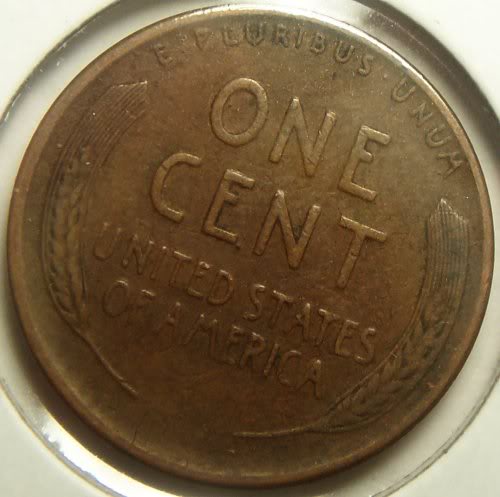 E·PLURIBUS·UNUM
ONE
CENT
UNITED STATES
OF AMERICA